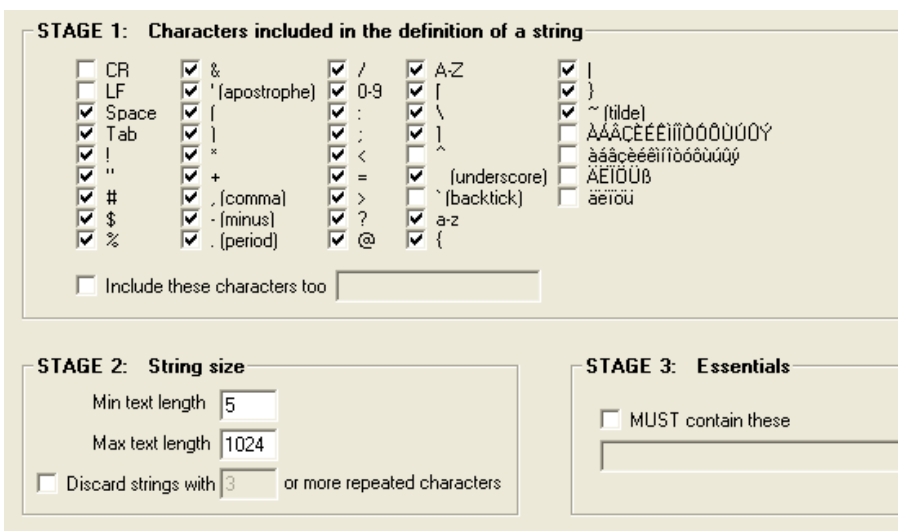 STAGE 1: Characters included in the definition of a string
CR & / A-Z |
LF ' (apostrophe) 0-9 [ }
Space ( : \ ~ (tilde)
Tab ) ; ] ÀÁÂÇÈÉÊÌÍÎÒÓÔÙÚÛÝ
! * < ^ àáâçèéêìíîòóôùúûý
" + = _ (underscore) ÄËÏÖÜß
# , (comma) > ` (backtick) äëïöü
$ - (minus) ? a-z
% . (period) @ {
Include these characters too
STAGE 2: String size
STAGE 3: Essentials
Min text length 5
MUST contain these
Max text length 1024
Discard strings with 3 or more repeated characters